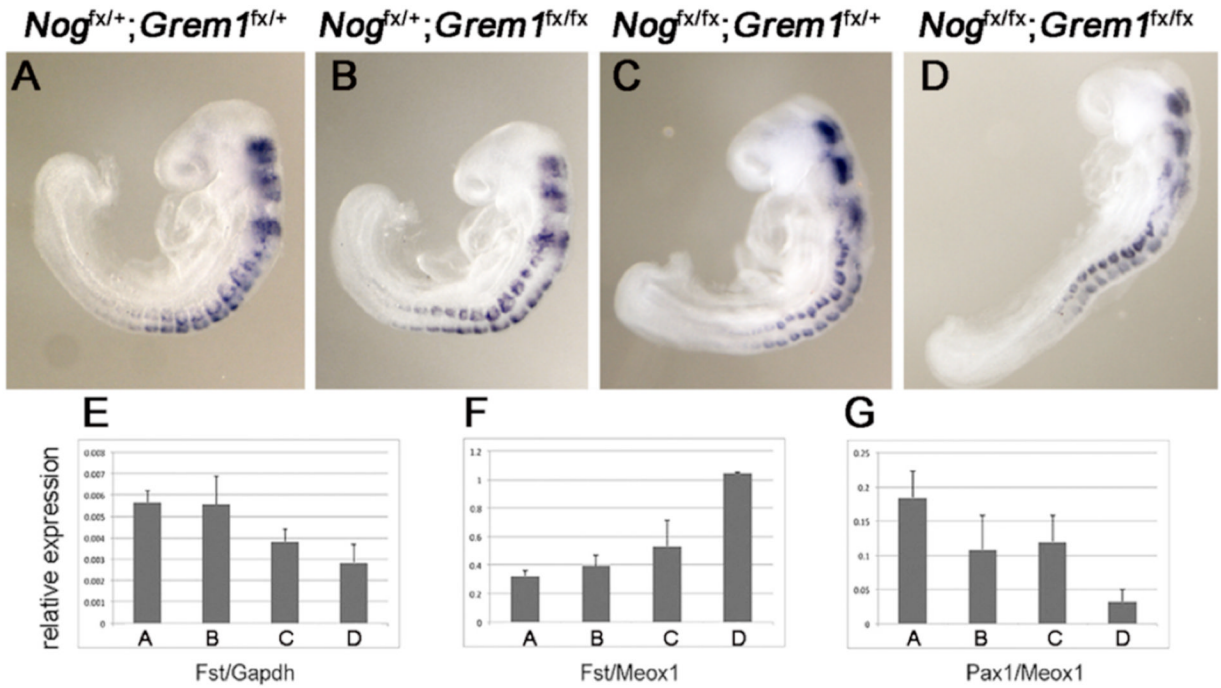 Nogfx/+;Grem1fx/+ Nogfx/+;Grem1fx/fx Nogfx/fx;Grem1fx/+ Nogfx/fx;Grem1fx/fx
A B C D
E F G
relative expression
0.008
0.007
0.006
0.005
0.004
0.003
0.002
0.001
0
A B C D
Fst/Gapdh
1.2
1
0.8
0.6
0.4
0.2
0
A B C D
Fst/Meox1
0.25
0.2
0.15
0.1
0.05
0
A B C D
Pax1/Meox1